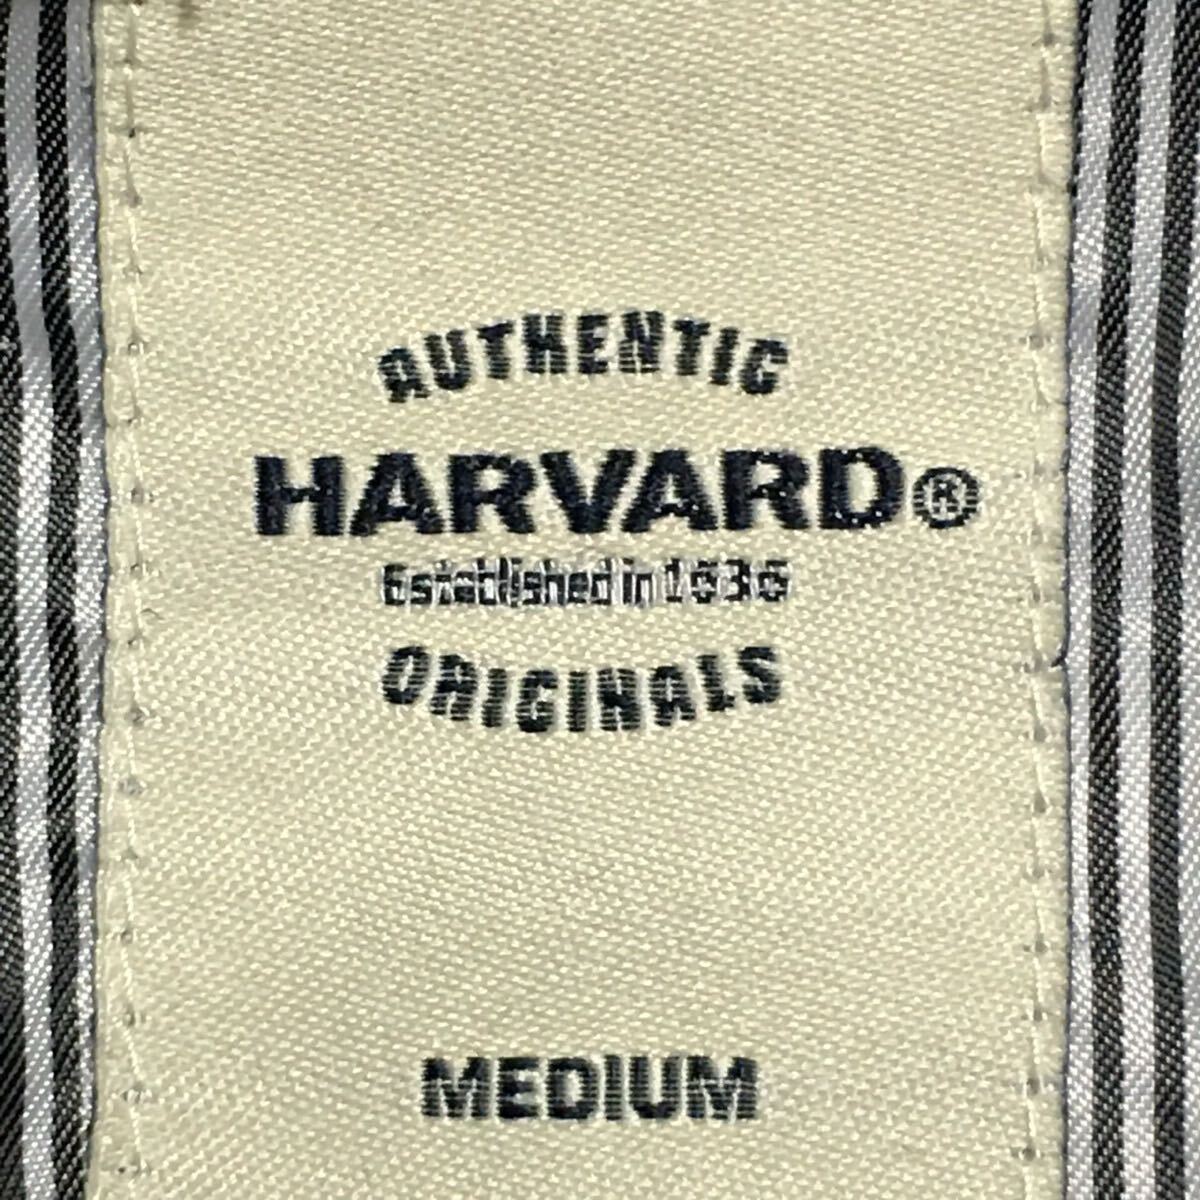 AUTHENTIC
HARVARD®
Established in 1636
ORIGINALS
MEDIUM